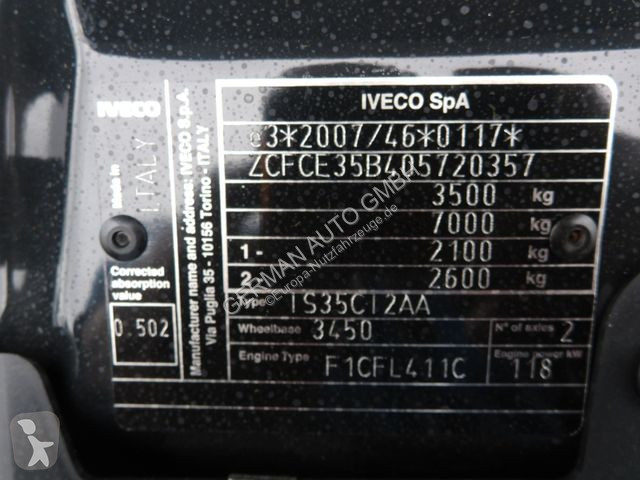 IVECO
IVECO SpA
Made in ITALY
Manufacturer name and address: IVECO S.p.A.
Via Puglia 35 - 10156 Torino - ITALY
e3*2007/46*0117*
ZCFCE35B405720357
3500 kg
7000 kg
1 - 2100 kg
2 2600 kg
Corrected
absorption
value
0.502
Type IS35CI2AA
Wheelbase 3450 N° of axles 2
Engine Type F1CFL411C Engine power kW 118
GERMAN AUTO GMBH
©Europa-Nutzfahrzeuge.de